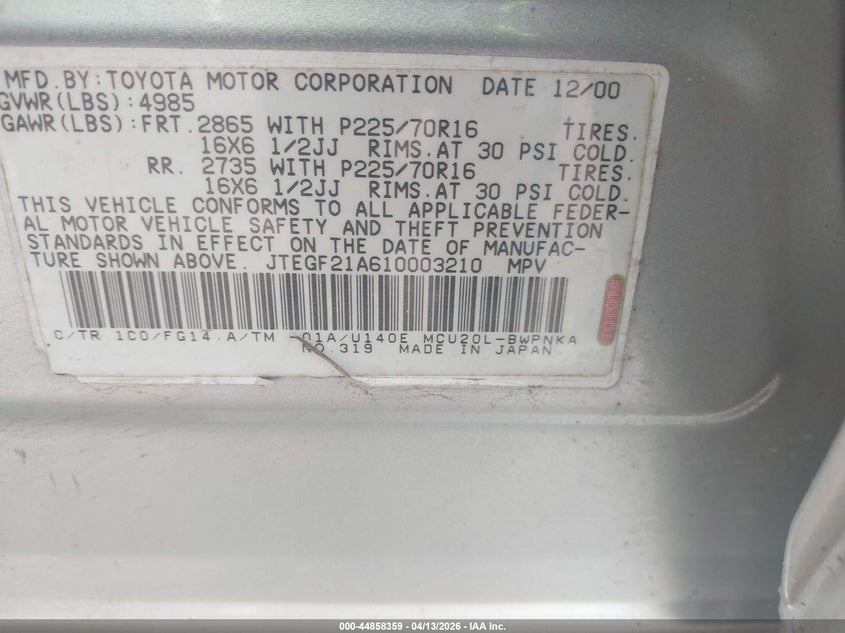 MFD.BY:TOYOTA MOTOR CORPORATION DATE 12/00
GVWR(LBS):4985
GAWR(LBS):FRT.2865 WITH P225/70R16 TIRES.
16X6 1/2JJ RIMS.AT 30 PSI COLD.
RR. 2735 WITH P225/70R16 TIRES.
16X6 1/2JJ RIMS.AT 30 PSI COLD.
THIS VEHICLE CONFORMS TO ALL APPLICABLE FEDER-
AL MOTOR VEHICLE SAFETY AND THEFT PREVENTION
STANDARDS IN EFFECT ON THE DATE OF MANUFAC-
TURE SHOWN ABOVE. JTEGF21A610003210 MPV
C/TR 1C0/FG14.A/TM 01A/U140E MCU20L-BWPNKA
NO.319 MADE IN JAPAN
000-44858359 - 04/13/2026 - IAA Inc.